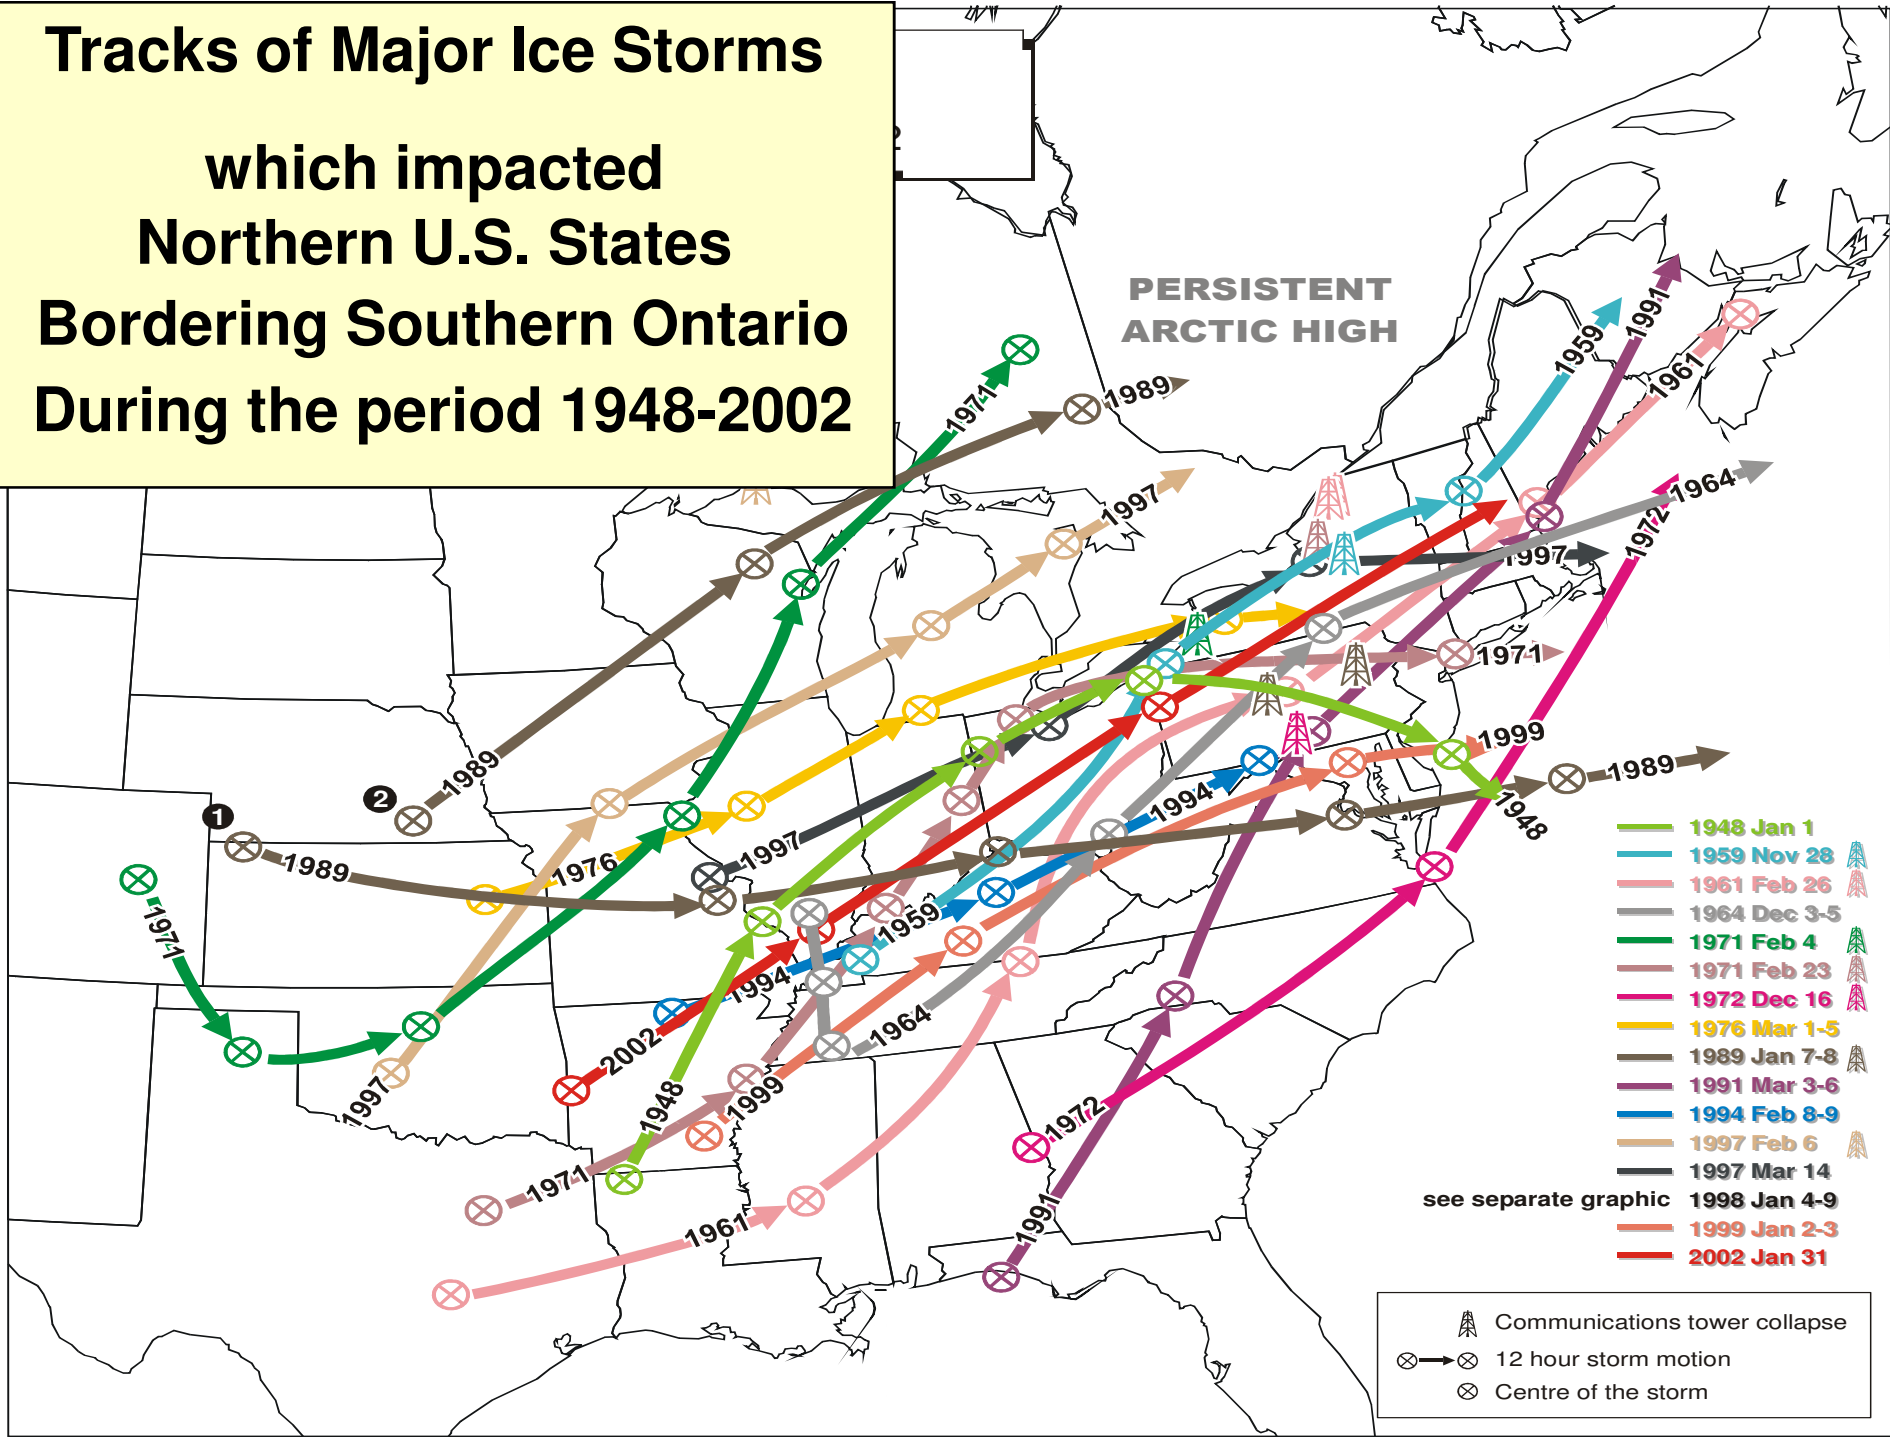 Tracks of Major Ice Storms
which impacted
Northern U.S. States
Bordering Southern Ontario
During the period 1948-2002
PERSISTENT
ARCTIC HIGH
1959
1991
1961
1971
1989
1964
1997
1972
1997
1971
1999
1989
1989
2
1
1994
1948
1997
1989
1976
1971
1959
1994
1964
2002
1997
1948
1999
1972
1971
1991
1961
1948 Jan 1
1959 Nov 28
1961 Feb 26
1964 Dec 3-5
1971 Feb 4
1971 Feb 23
1972 Dec 16
1976 Mar 1-5
1989 Jan 7-8
1991 Mar 3-6
1994 Feb 8-9
1997 Feb 6
1997 Mar 14
see separate graphic 1998 Jan 4-9
1999 Jan 2-3
2002 Jan 31
Communications tower collapse
12 hour storm motion
Centre of the storm